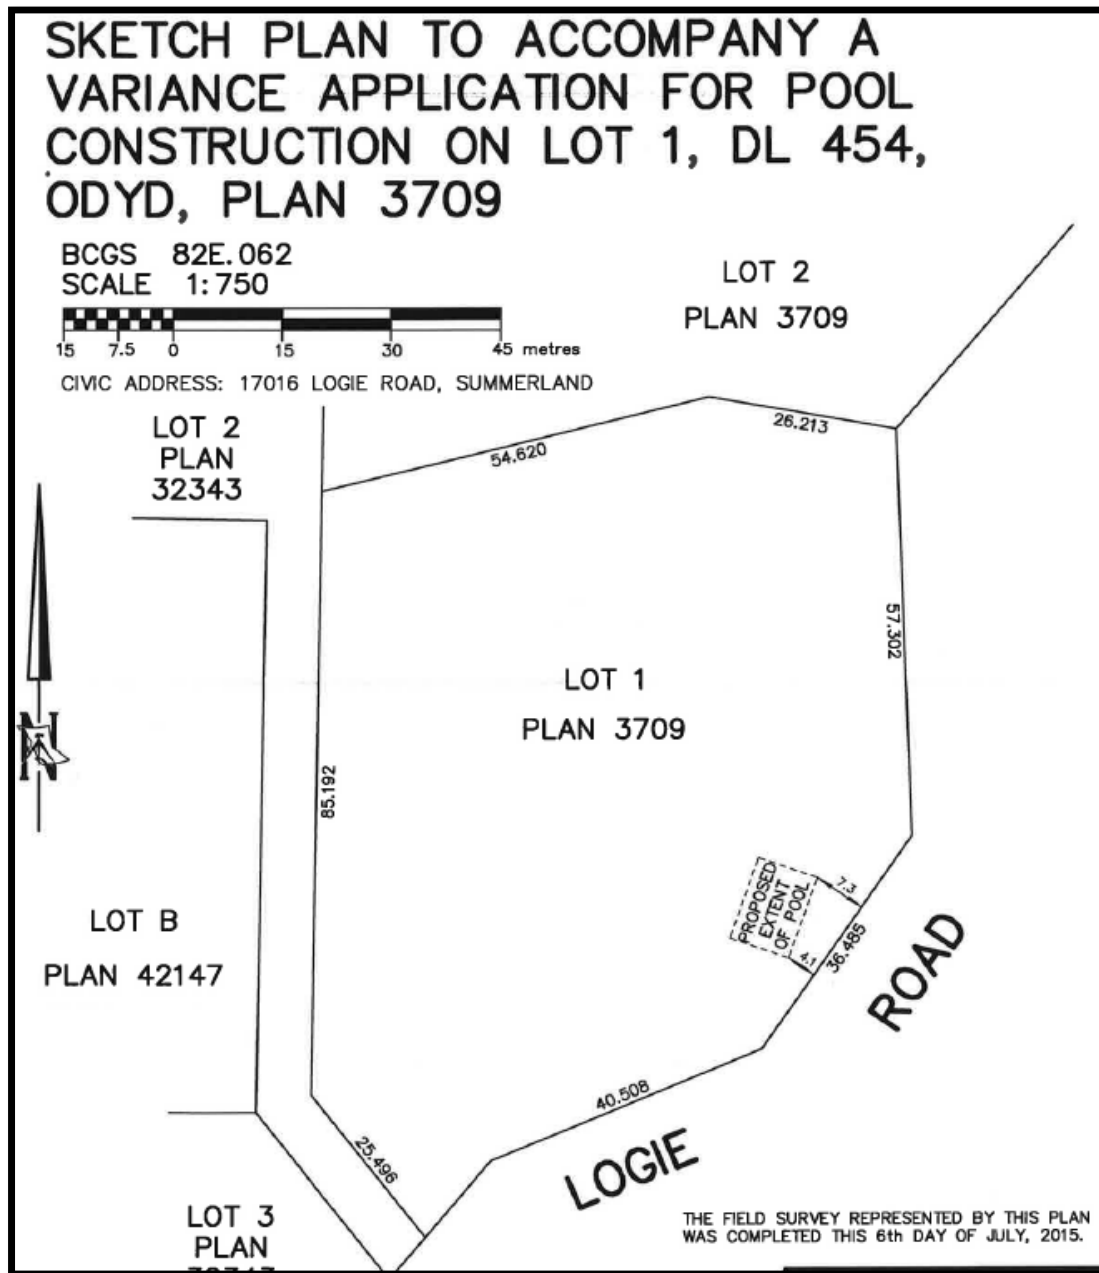 SKETCH PLAN TO ACCOMPANY A
VARIANCE APPLICATION FOR POOL
CONSTRUCTION ON LOT 1, DL 454,
ODYD, PLAN 3709
BCGS 82E.062
SCALE 1:750
15 7.5 0 15 30 45 metres
CIVIC ADDRESS: 17016 LOGIE ROAD, SUMMERLAND
LOT 2
PLAN 3709
LOT 2
PLAN
32343
54.620
26.213
57.302
LOT 1
PLAN 3709
N
85.192
PROPOSED
EXTENT
OF POOL
7.3
4.1
36.485
ROAD
LOT B
PLAN 42147
40.508
25.496
LOGIE
LOT 3
PLAN
THE FIELD SURVEY REPRESENTED BY THIS PLAN
WAS COMPLETED THIS 6th DAY OF JULY, 2015.